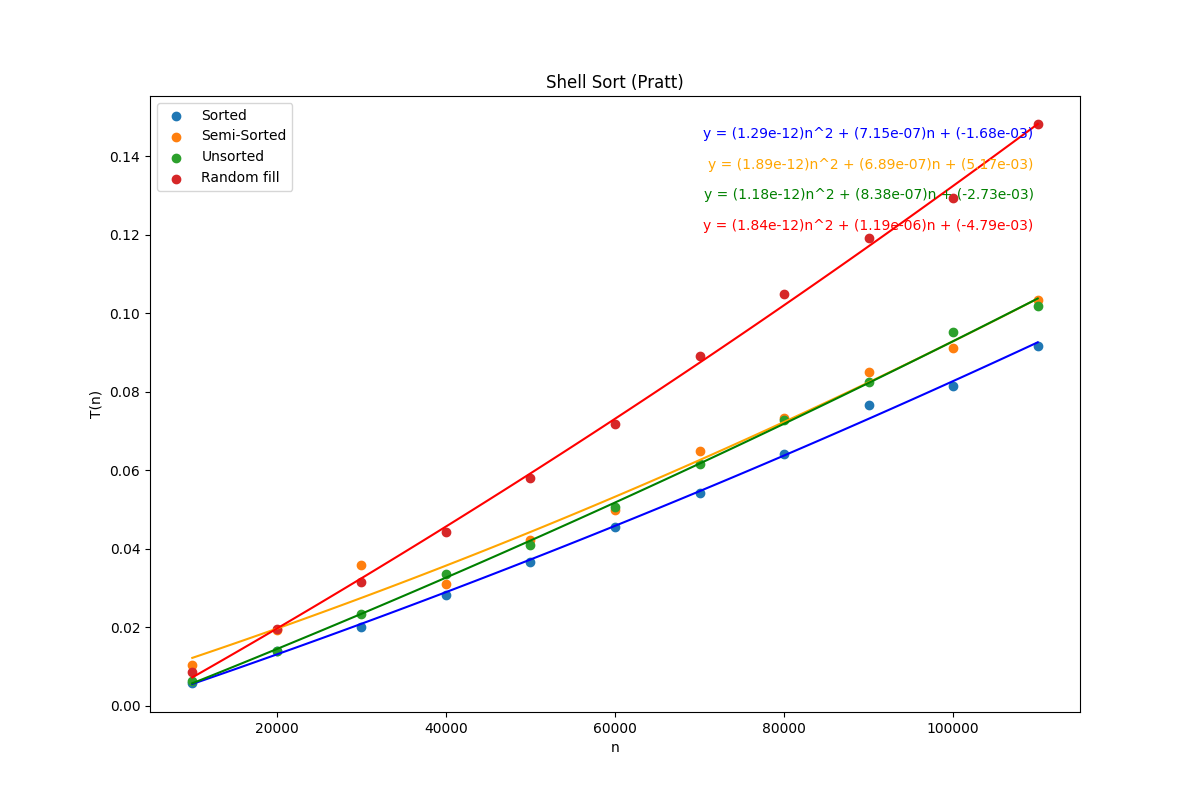 Shell Sort (Pratt)
Sorted
Semi-Sorted
Unsorted
Random fill
y = (1.29e-12)n^2 + (7.15e-07)n + (-1.68e-03)
y = (1.89e-12)n^2 + (6.89e-07)n + (5.17e-03)
y = (1.18e-12)n^2 + (8.38e-07)n + (-2.73e-03)
y = (1.84e-12)n^2 + (1.19e-06)n + (-4.79e-03)
T(n)
0.14
0.12
0.10
0.08
0.06
0.04
0.02
0.00
20000
40000
60000
80000
100000
n